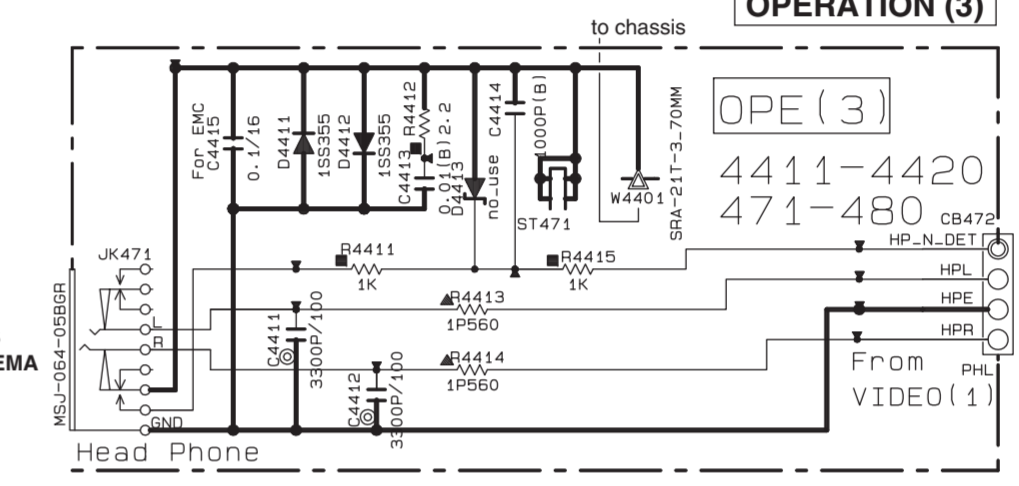 OPERATION (3)
to chassis
OPE(3)
4411-4420
471-480
For EMC
C4415
0.1/16
D4411
1SS355
D4412
1SS355
R4412
2.2
C4413
0.01(B)
D4413
no_use
C4414
1000P(B)
ST471
W4401
SRA-21T-3.70MM
CB472
HP_N_DET
HPL
HPE
HPR
PHL
From
VIDEO(1)
JK471
R4411
1K
R4415
1K
R4413
1P560
R4414
1P560
L
R
GND
C4411
3300P/100
C4412
3300P/100
MSJ-064-05BGR
EMA
Head Phone